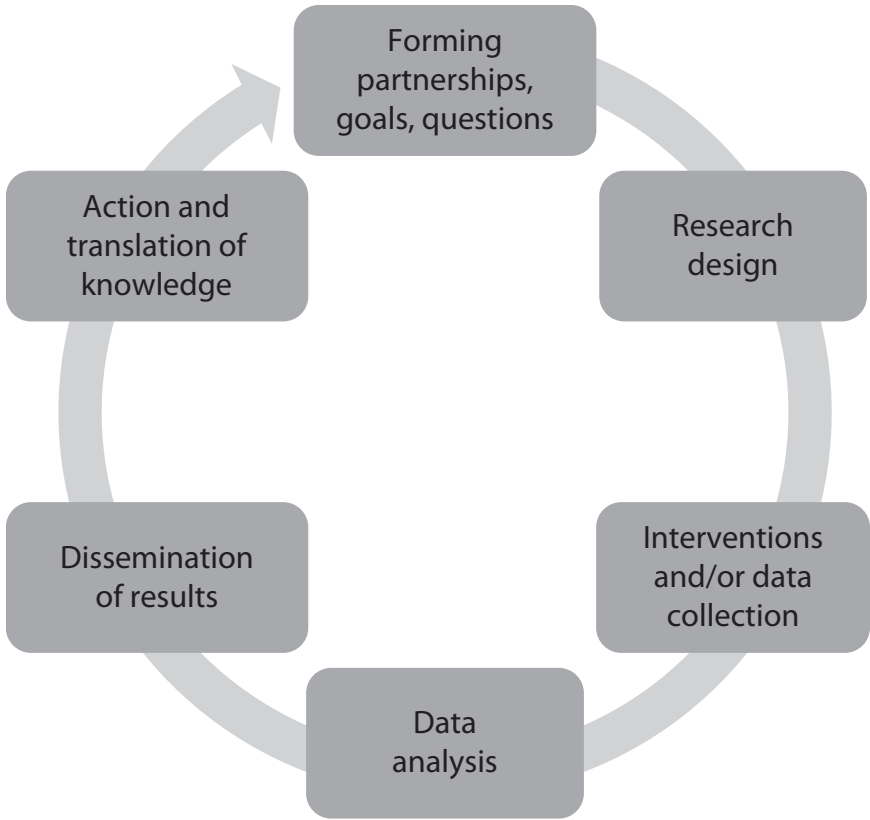 Forming
partnerships,
goals, questions
Research
design
Interventions
and/or data
collection
Data
analysis
Dissemination
of results
Action and
translation of
knowledge